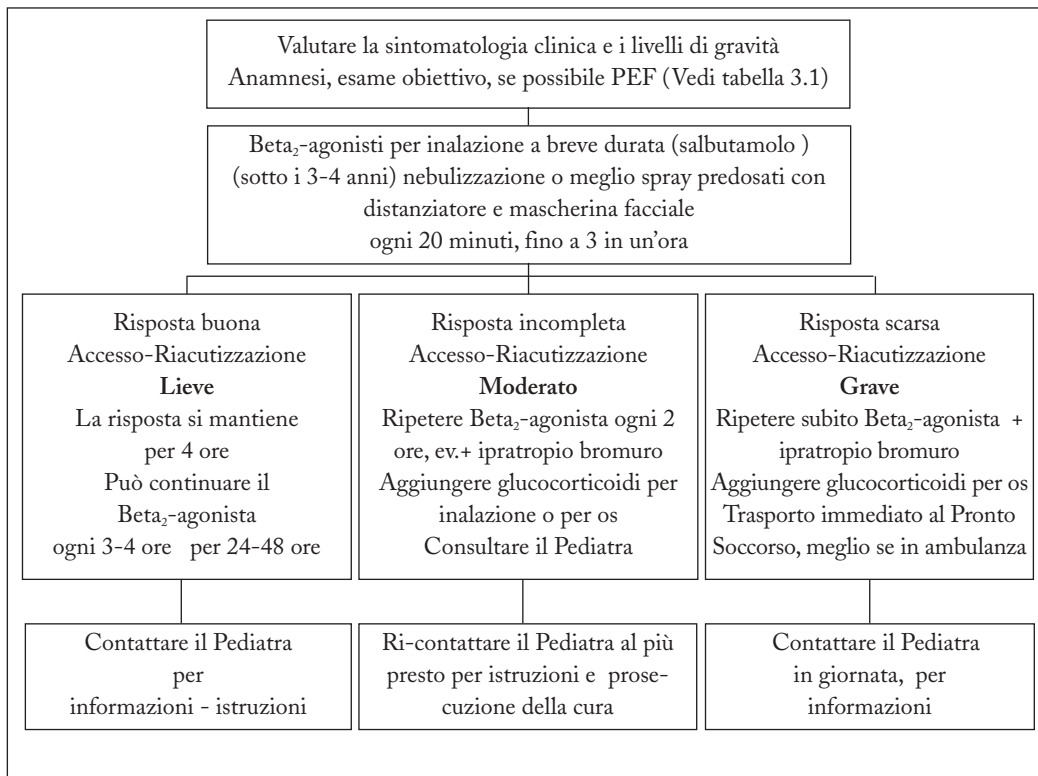 Valutare la sintomatologia clinica e i livelli di gravità
Anamnesi, esame obiettivo, se possibile PEF (Vedi tabella 3.1)
Beta₂-agonisti per inalazione a breve durata (salbutamolo )
(sotto i 3-4 anni) nebulizzazione o meglio spray predosati con
distanziatore e mascherina facciale
ogni 20 minuti, fino a 3 in un'ora
Risposta buona
Accesso-Riacutizzazione
Lieve
La risposta si mantiene
per 4 ore
Può continuare il
Beta₂-agonista
ogni 3-4 ore per 24-48 ore
Risposta incompleta
Accesso-Riacutizzazione
Moderato
Ripetere Beta₂-agonista ogni 2
ore, ev.+ ipratropio bromuro
Aggiungere glucocorticoidi per
inalazione o per os
Consultare il Pediatra
Risposta scarsa
Accesso-Riacutizzazione
Grave
Ripetere subito Beta₂-agonista +
ipratropio bromuro
Aggiungere glucocorticoidi per os
Trasporto immediato al Pronto
Soccorso, meglio se in ambulanza
Contattare il Pediatra
per
informazioni - istruzioni
Ri-contattare il Pediatra al più
presto per istruzioni e prose-
cuzione della cura
Contattare il Pediatra
in giornata, per
informazioni